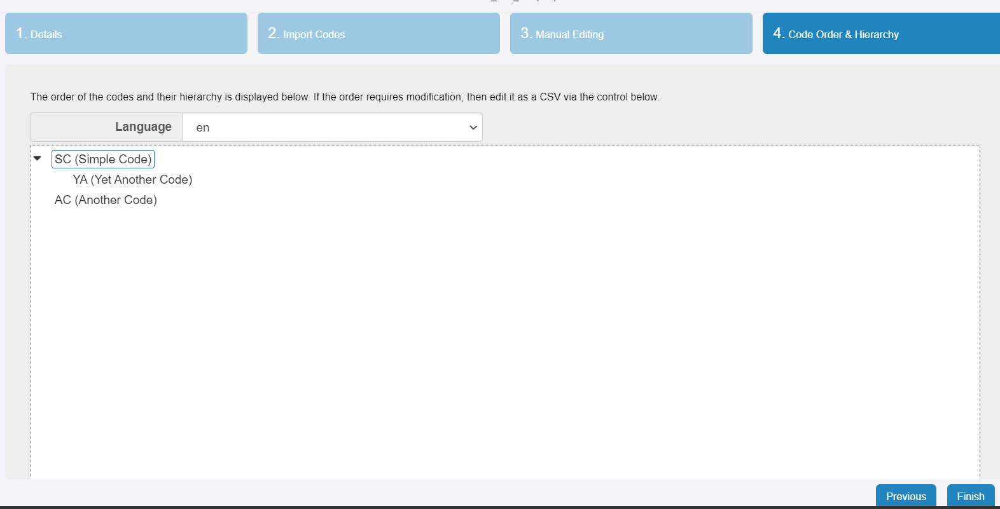 1. Details
2. Import Codes
3. Manual Editing
4. Code Order & Hierarchy
The order of the codes and their hierarchy is displayed below. If the order requires modification, then edit it as a CSV via the control below.
Language
en
SC (Simple Code)
YA (Yet Another Code)
AC (Another Code)
Previous
Finish